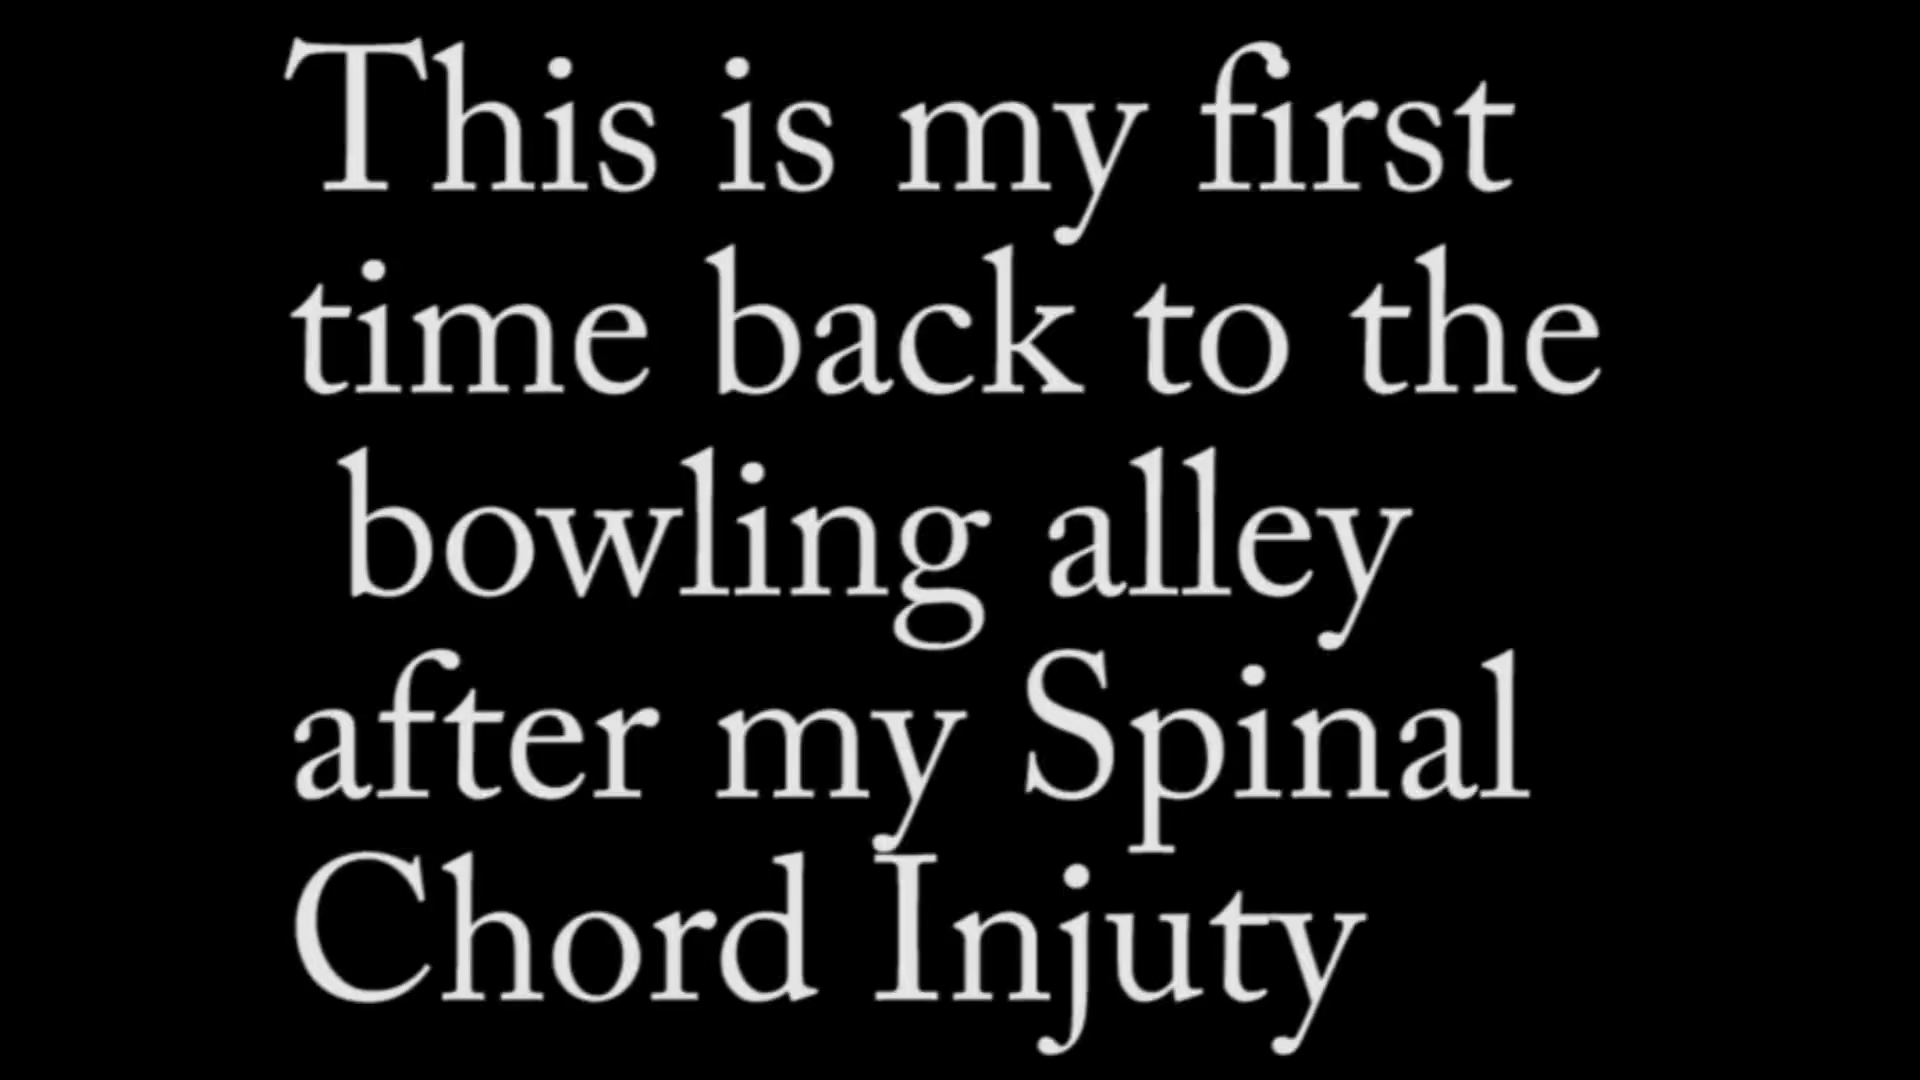 This is my first
time back to the
bowling alley
after my Spinal
Chord Injuty